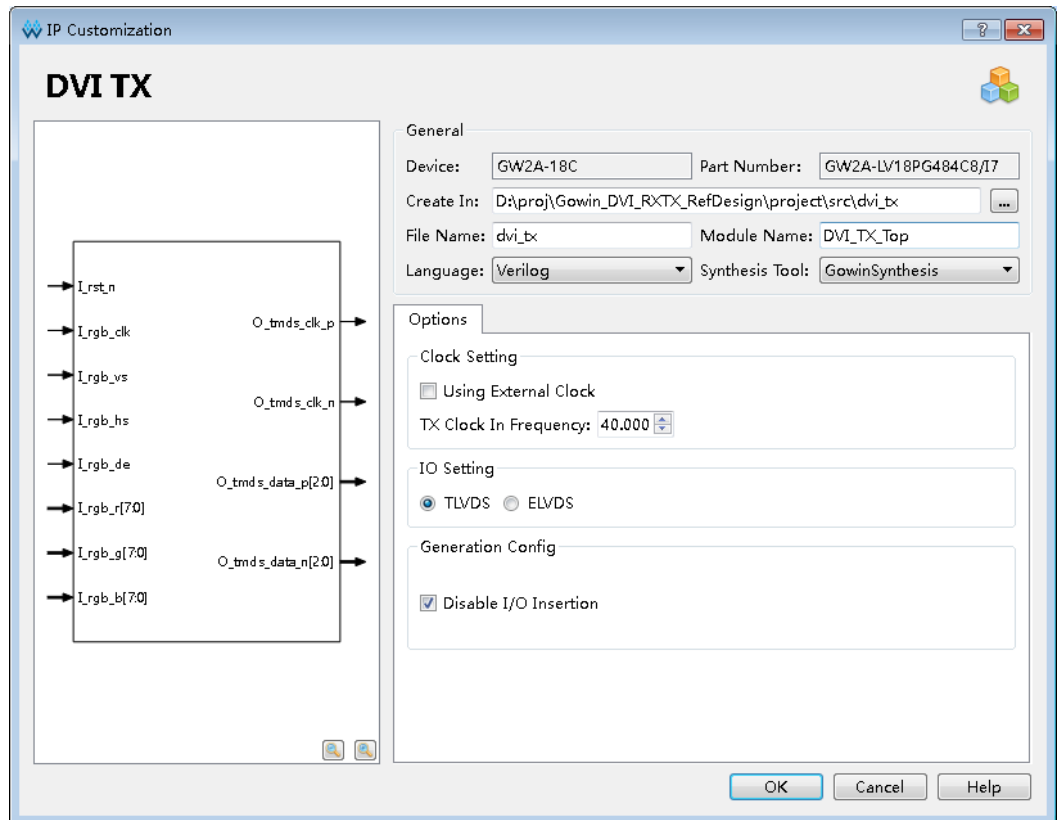 IP Customization
DVI TX
General
Device: GW2A-18C Part Number: GW2A-LV18PG484C8/I7
Create In: D:\proj\Gowin_DVI_RXTX_RefDesign\project\src\dvi_tx ...
File Name: dvi_tx Module Name: DVI_TX_Top
Language: Verilog Synthesis Tool: GowinSynthesis
I_rst_n
I_rgb_clk
I_rgb_vs
I_rgb_hs
I_rgb_de
I_rgb_r[7:0]
I_rgb_g[7:0]
I_rgb_b[7:0]
O_tmds_clk_p
O_tmds_clk_n
O_tmds_data_p[2:0]
O_tmds_data_n[2:0]
Options
Clock Setting
Using External Clock
TX Clock In Frequency: 40.000
IO Setting
TLVDS ELVDS
Generation Config
Disable I/O Insertion
OK Cancel Help